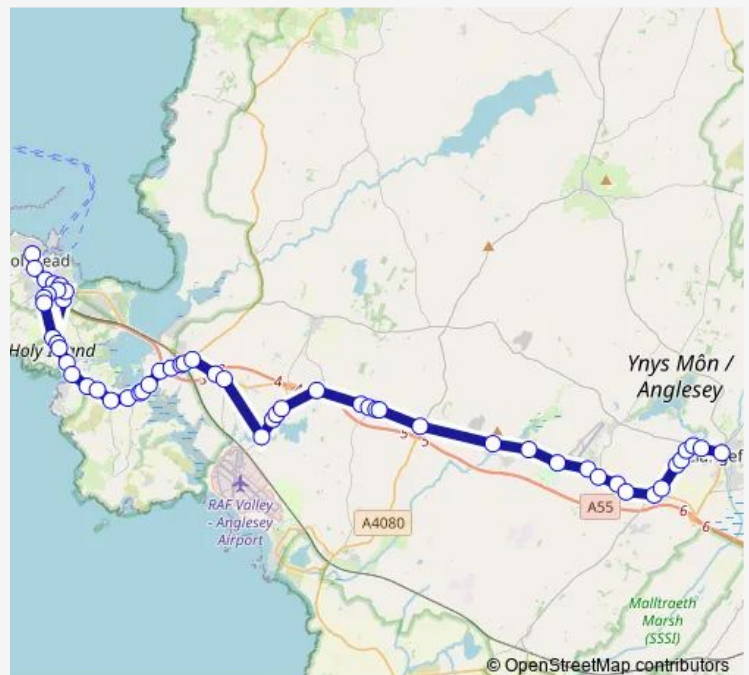 Holy Island
Ynys Môn /
Anglesey
4
5
5
5
RAF Valley
- Anglesey
Airport
A4080
A55
6
6
Malltraeth
Marsh
(SSSI)
© OpenStreetMap contributors